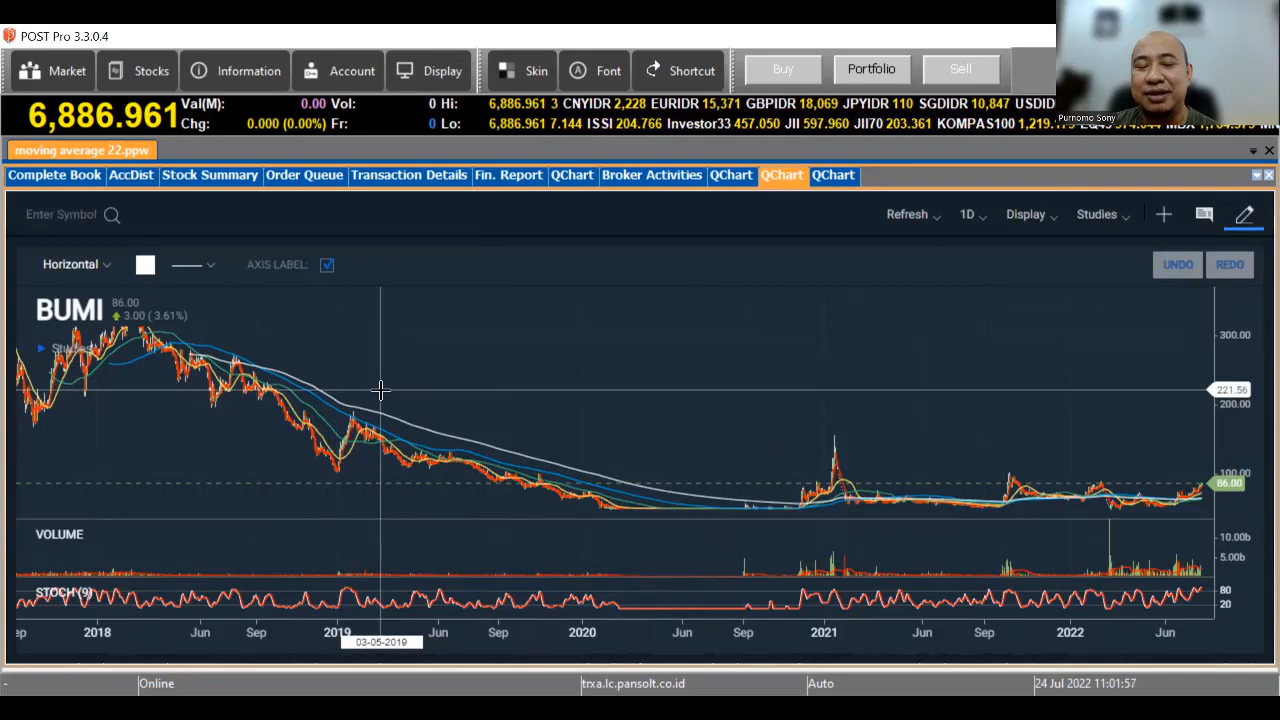 POST Pro 3.3.0.4
Market Stocks Information Account Display Skin Font Shortcut Buy Portfolio Sell
6,886.961 Val(M): 0.00 Vol: 0 Hi: 6,886.961 3 CNYIDR 2,228 EURIDR 15,371 GBPIDR 18,069 JPYIDR 110 SGDIDR 10,847 USDID
Chg: 0.000 (0.00%) Fr: 0 Lo: 6,886.961 7.144 ISSI 204.766 Investor33 457.050 JII 597.960 JII70 203.361 KOMPAS100
Purnomo Sony
moving average 22.ppw
Complete Book AccDist Stock Summary Order Queue Transaction Details Fin. Report QChart Broker Activities QChart QChart QChart
Enter Symbol Refresh 1D Display Studies
Horizontal AXIS LABEL: UNDO REDO
BUMI 86.00
3.00 ( 3.61%)
300.00
221.56
200.00
100.00
86.00
VOLUME
10.00b
5.00b
STOCH (9)
80
20
2018 Jun Sep 2019 Jun Sep 2020 Jun Sep 2021 Jun Sep 2022 Jun
03-05-2019
- Online trxa.lc.pansolt.co.id Auto 24 Jul 2022 11:01:57